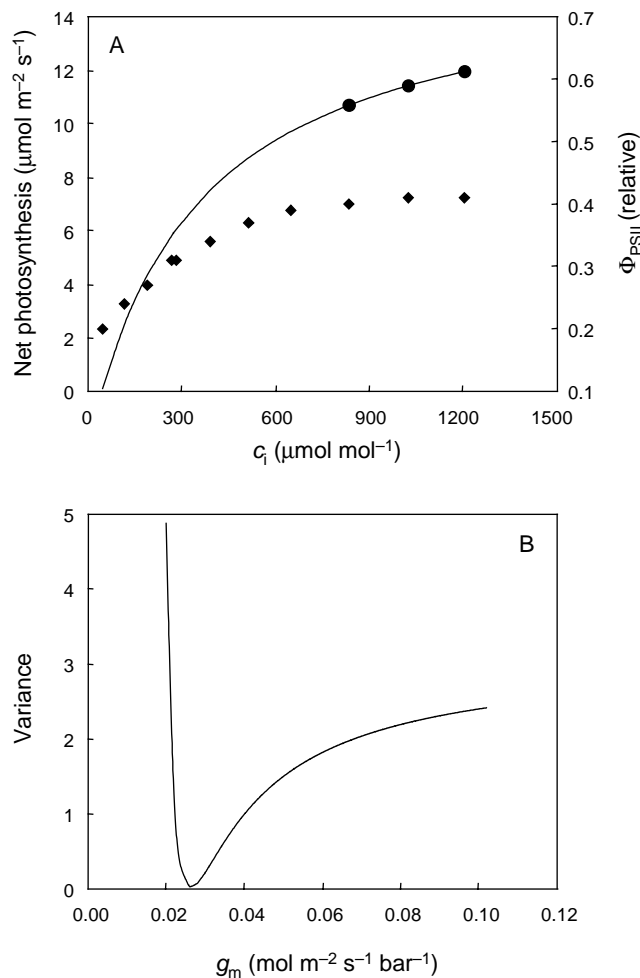 A
14
12
10
8
6
4
2
0
Net photosynthesis (μmol m⁻² s⁻¹)
0.7
0.6
0.5
0.4
0.3
0.2
0.1
Φ_PSII (relative)
0 300 600 900 1200 1500
c_i (μmol mol⁻¹)
B
5
4
3
2
1
0
Variance
0.00 0.02 0.04 0.06 0.08 0.10 0.12
g_m (mol m⁻² s⁻¹ bar⁻¹)